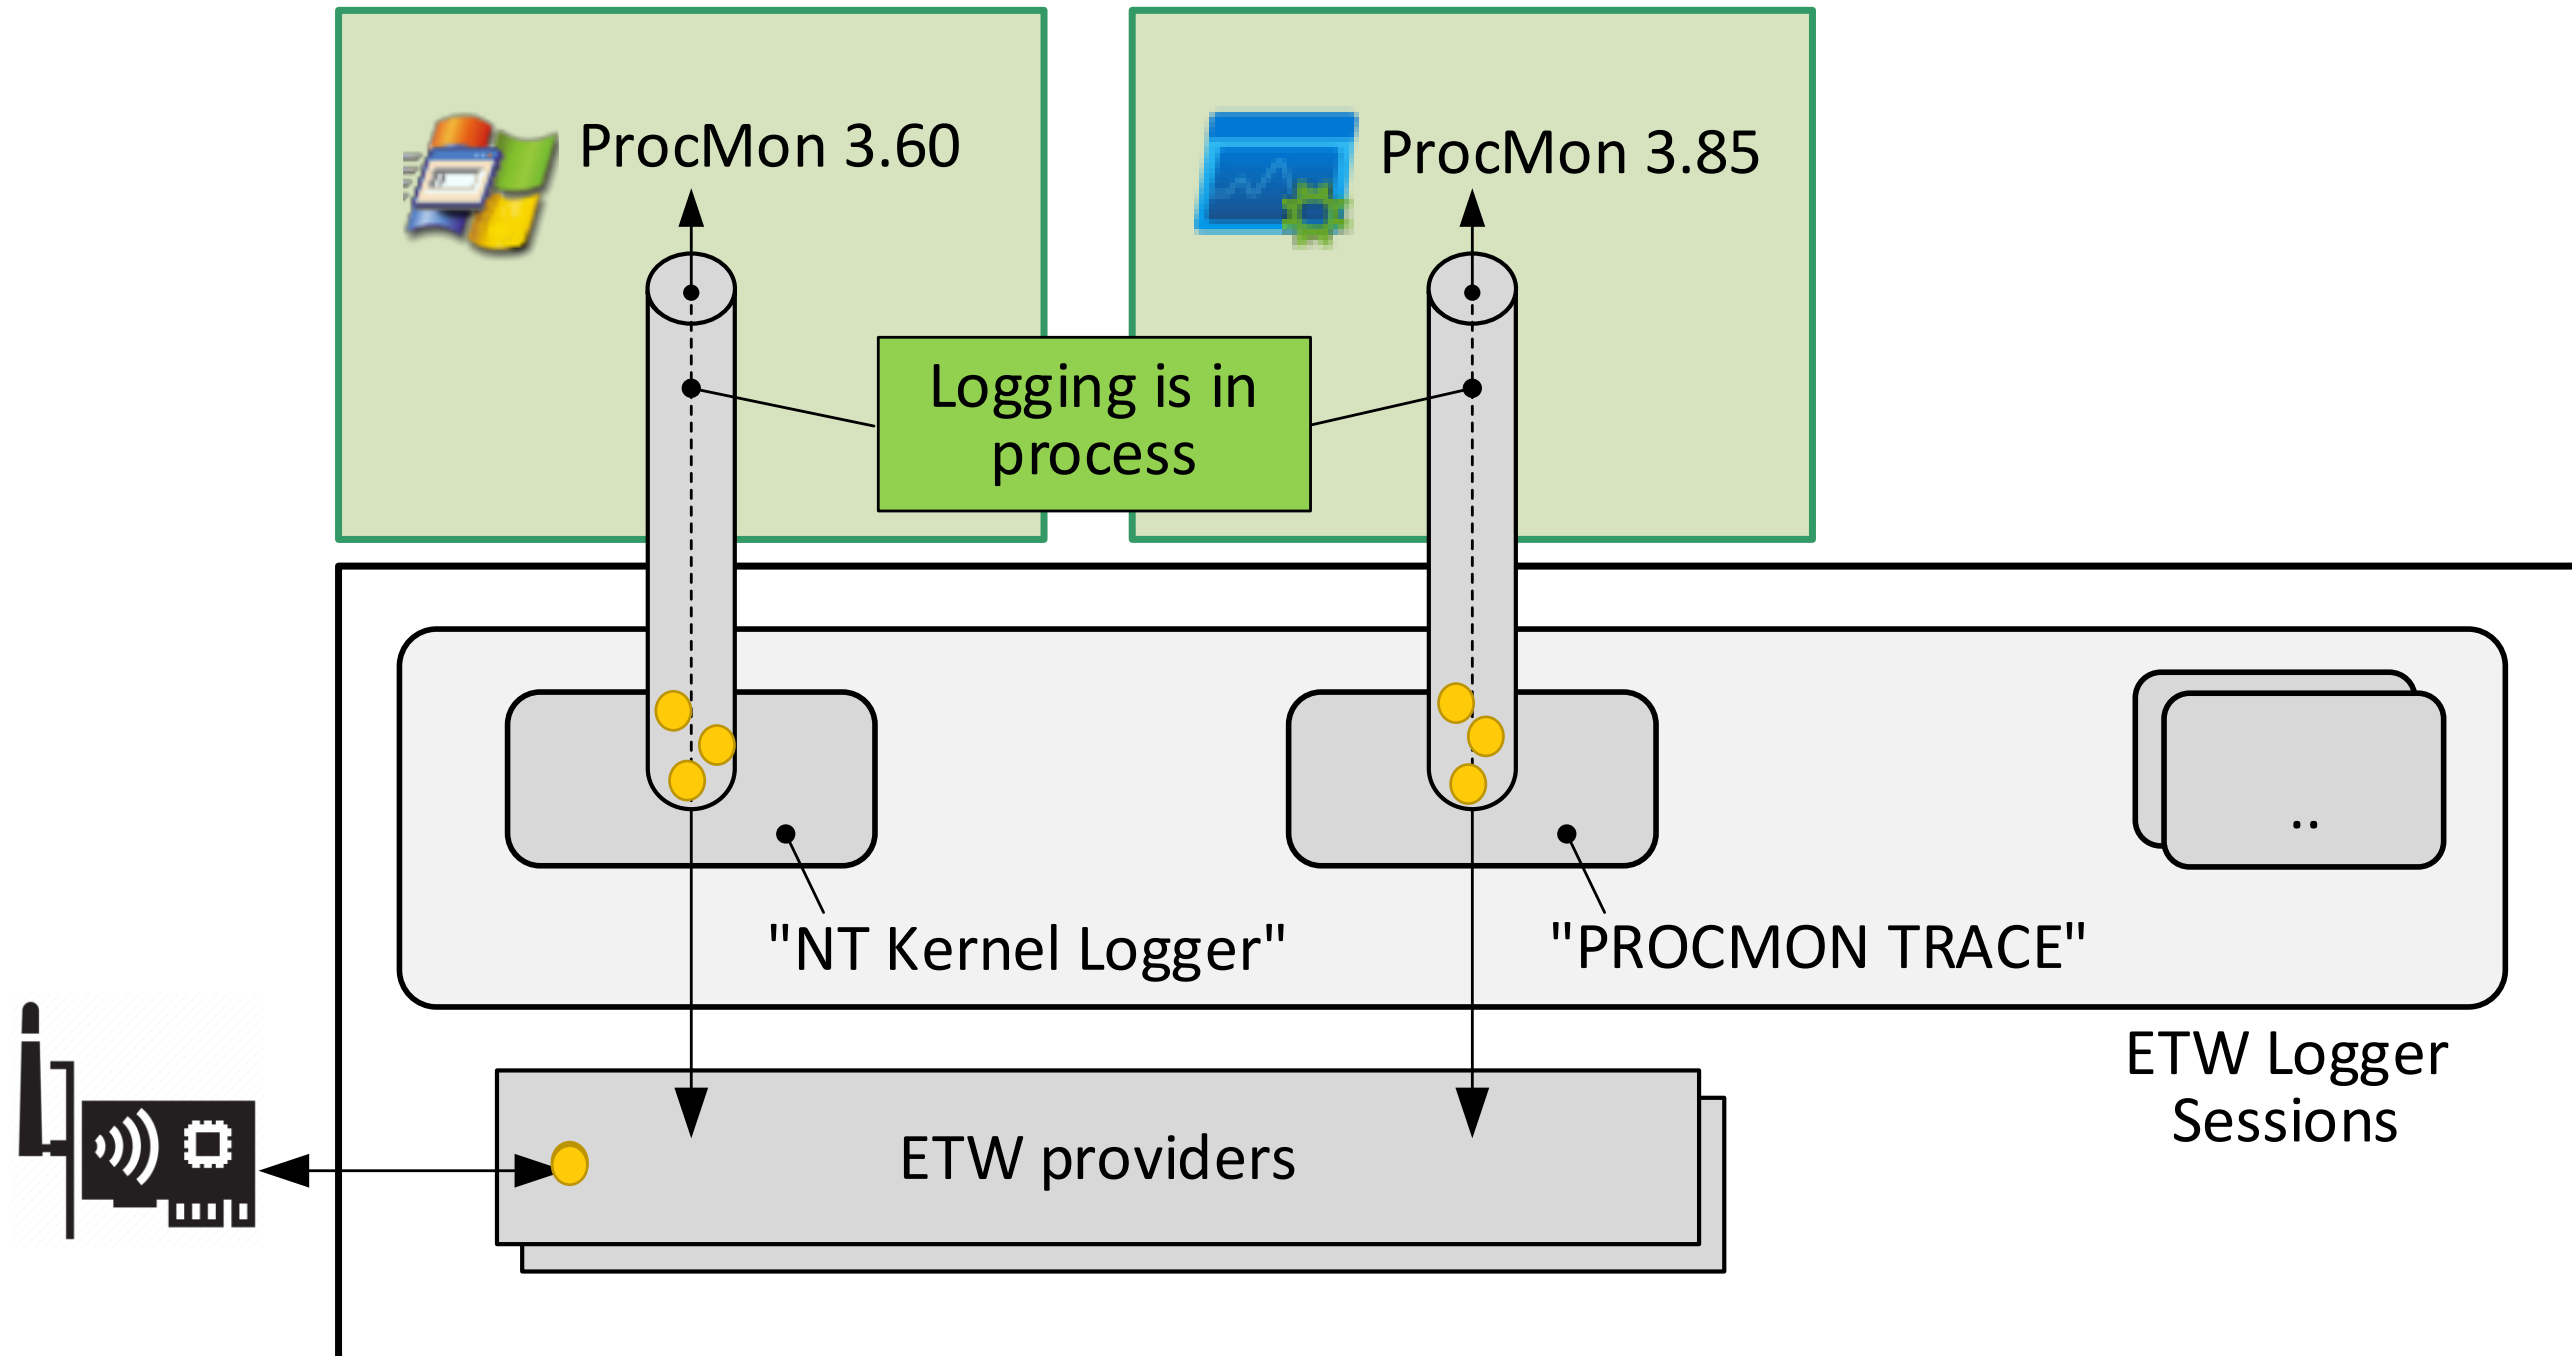 ProcMon 3.60
ProcMon 3.85
Logging is in
process
..
"NT Kernel Logger"
"PROCMON TRACE"
ETW Logger
Sessions
ETW providers